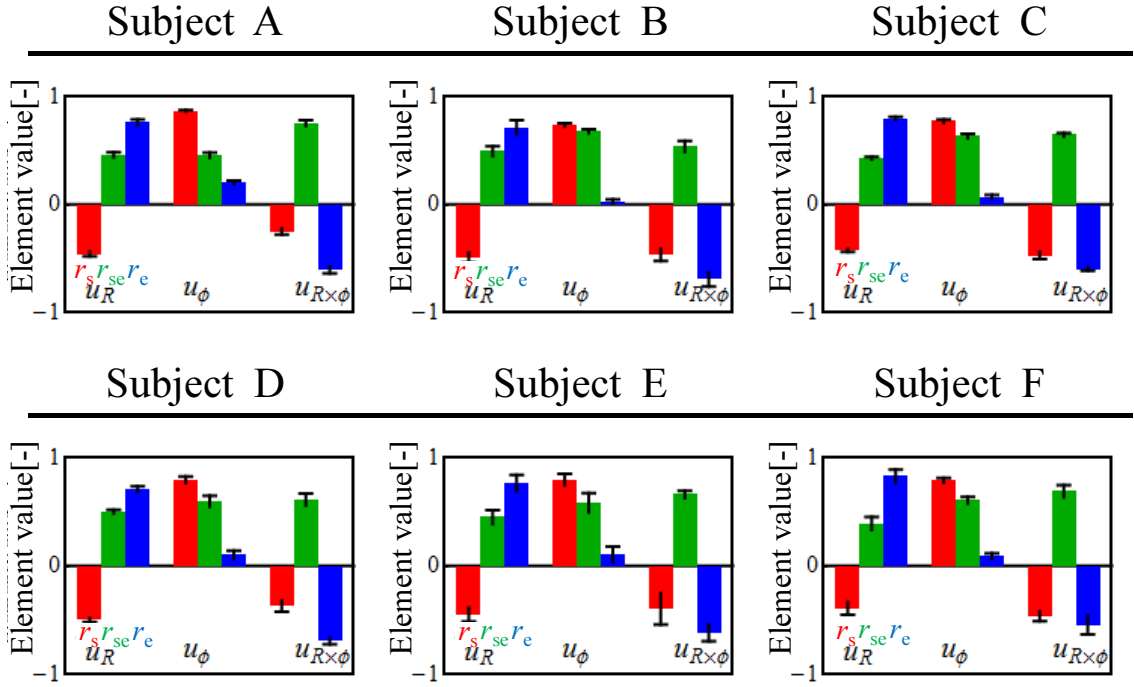 Subject A
Subject B
Subject C
Element value[-]
1
0
−1
r_s r_se r_e
u_R
u_ϕ
u_R×ϕ
Element value[-]
1
0
−1
r_s r_se r_e
u_R
u_ϕ
u_R×ϕ
Element value[-]
1
0
−1
r_s r_se r_e
u_R
u_ϕ
u_R×ϕ
Subject D
Subject E
Subject F
Element value[-]
1
0
−1
r_s r_se r_e
u_R
u_ϕ
u_R×ϕ
Element value[-]
1
0
−1
r_s r_se r_e
u_R
u_ϕ
u_R×ϕ
Element value[-]
1
0
−1
r_s r_se r_e
u_R
u_ϕ
u_R×ϕ